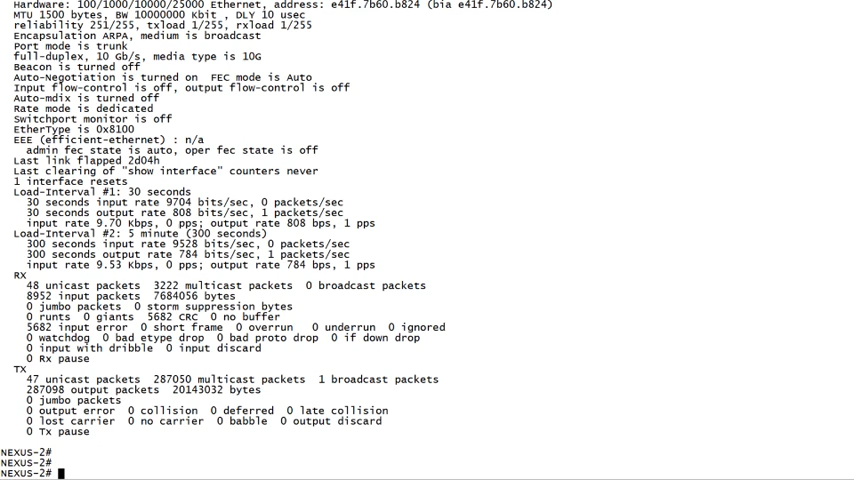 Hardware: 100/1000/10000/25000 Ethernet, address: e41f.7b60.b824 (bia e41f.7b60.b824)
MTU 1500 bytes, BW 10000000 Kbit , DLY 10 usec
reliability 251/255, txload 1/255, rxload 1/255
Encapsulation ARPA, medium is broadcast
Port mode is trunk
full-duplex, 10 Gb/s, media type is 10G
Beacon is turned off
Auto-Negotiation is turned on  FEC mode is Auto
Input flow-control is off, output flow-control is off
Auto-mdix is turned off
Rate mode is dedicated
Switchport monitor is off
EtherType is 0x8100
EEE (efficient-ethernet) : n/a
admin fec state is auto, oper fec state is off
Last link flapped 2d04h
Last clearing of "show interface" counters never
1 interface resets
Load-Interval #1: 30 seconds
30 seconds input rate 9704 bits/sec, 0 packets/sec
30 seconds output rate 808 bits/sec, 1 packets/sec
input rate 9.70 Kbps, 0 pps; output rate 808 bps, 1 pps
Load-Interval #2: 5 minute (300 seconds)
300 seconds input rate 9528 bits/sec, 0 packets/sec
300 seconds output rate 784 bits/sec, 1 packets/sec
input rate 9.53 Kbps, 0 pps; output rate 784 bps, 1 pps
RX
48 unicast packets  3222 multicast packets  0 broadcast packets
8952 input packets  7684056 bytes
0 jumbo packets  0 storm suppression bytes
0 runts  0 giants  5682 CRC  0 no buffer
5682 input error  0 short frame  0 overrun   0 underrun  0 ignored
0 watchdog  0 bad etype drop  0 bad proto drop  0 if down drop
0 input with dribble  0 input discard
0 Rx pause
TX
47 unicast packets  287050 multicast packets  1 broadcast packets
287098 output packets  20143032 bytes
0 jumbo packets
0 output error  0 collision  0 deferred  0 late collision
0 lost carrier  0 no carrier  0 babble  0 output discard
0 Tx pause
NEXUS-2#
NEXUS-2#
NEXUS-2#